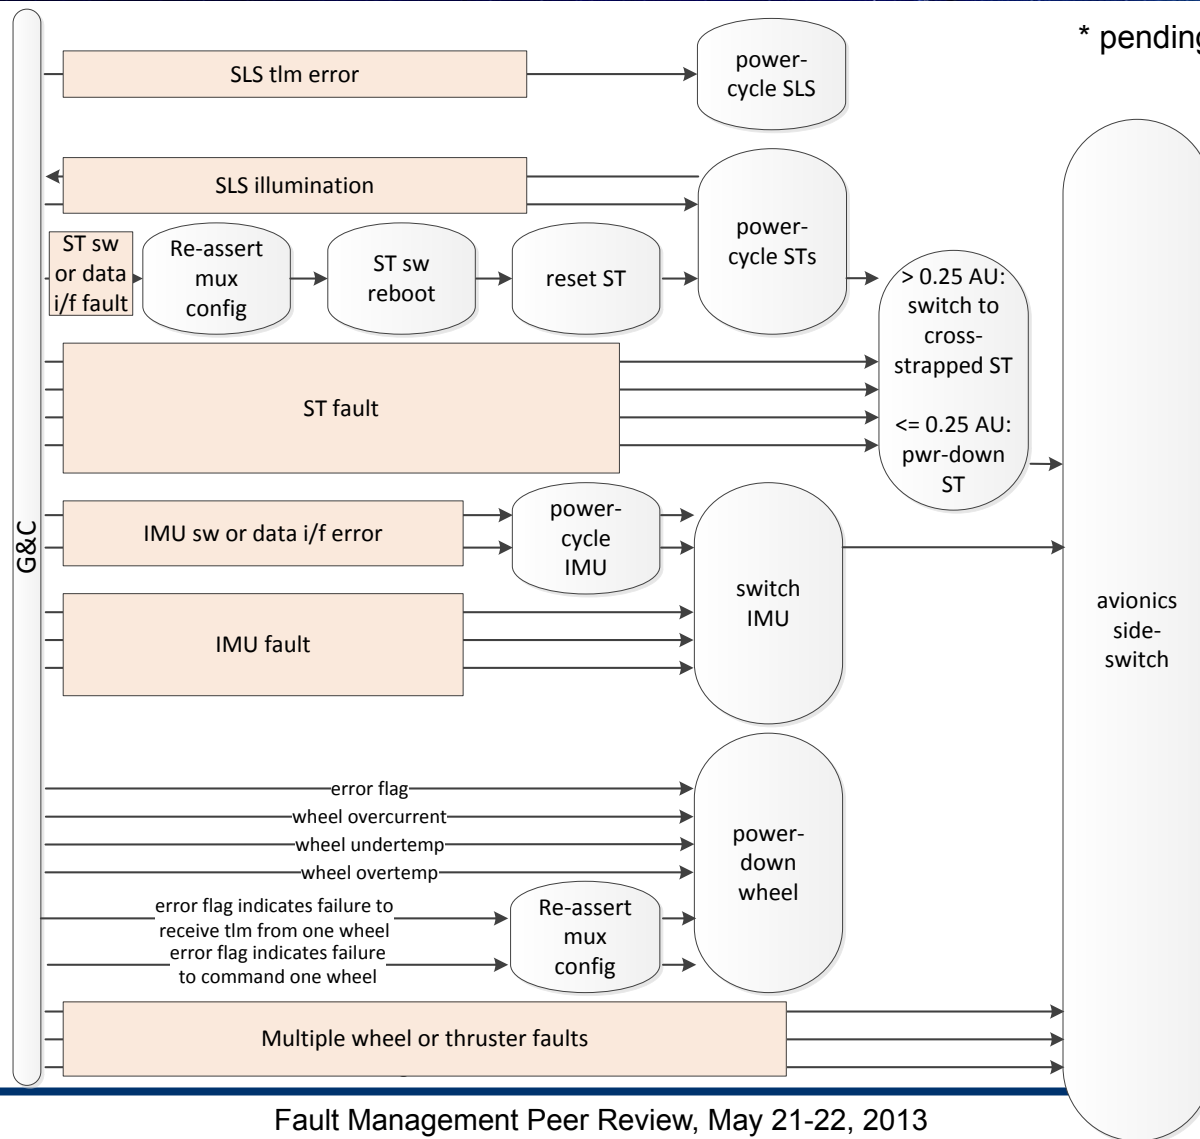 * pending
SLS tlm error
power-
cycle SLS
SLS illumination
power-
cycle STs
ST sw
or data
i/f fault
Re-assert
mux
config
ST sw
reboot
reset ST
> 0.25 AU:
switch to
cross-
strapped ST
<= 0.25 AU:
pwr-down
ST
ST fault
G&C
IMU sw or data i/f error
power-
cycle
IMU
switch
IMU
IMU fault
avionics
side-
switch
error flag
wheel overcurrent
wheel undertemp
wheel overtemp
power-
down
wheel
error flag indicates failure to
receive tlm from one wheel
error flag indicates failure
to command one wheel
Re-assert
mux
config
Multiple wheel or thruster faults
Fault Management Peer Review, May 21-22, 2013